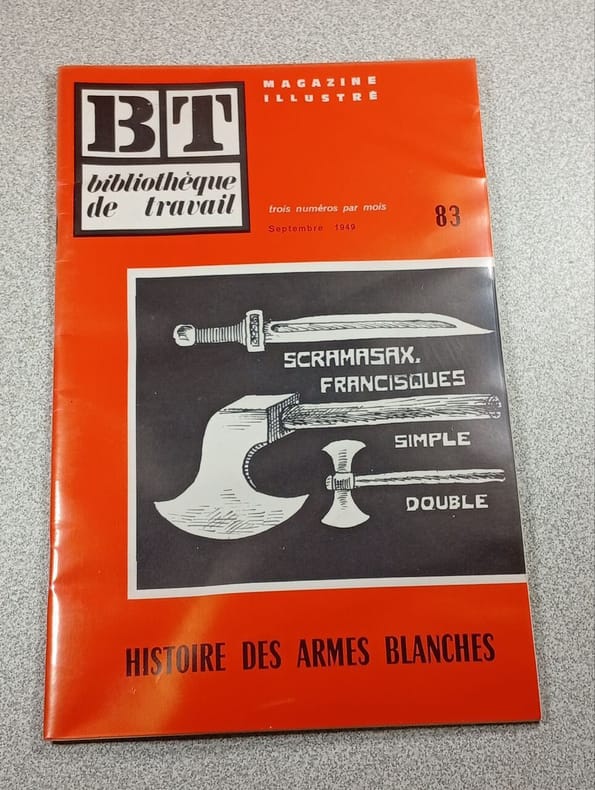 BT
bibliothèque
de travail
MAGAZINE
ILLUSTRÉ
trois numéros par mois
Septembre 1949
83
SCRAMASAX.
FRANCISQUES
SIMPLE
DOUBLE
HISTOIRE DES ARMES BLANCHES